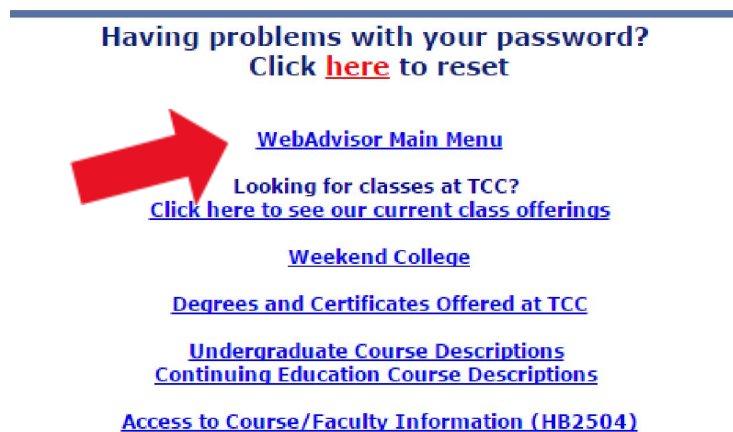 Having problems with your password?
Click here to reset
WebAdvisor Main Menu
Looking for classes at TCC?
Click here to see our current class offerings
Weekend College
Degrees and Certificates Offered at TCC
Undergraduate Course Descriptions
Continuing Education Course Descriptions
Access to Course/Faculty Information (HB2504)